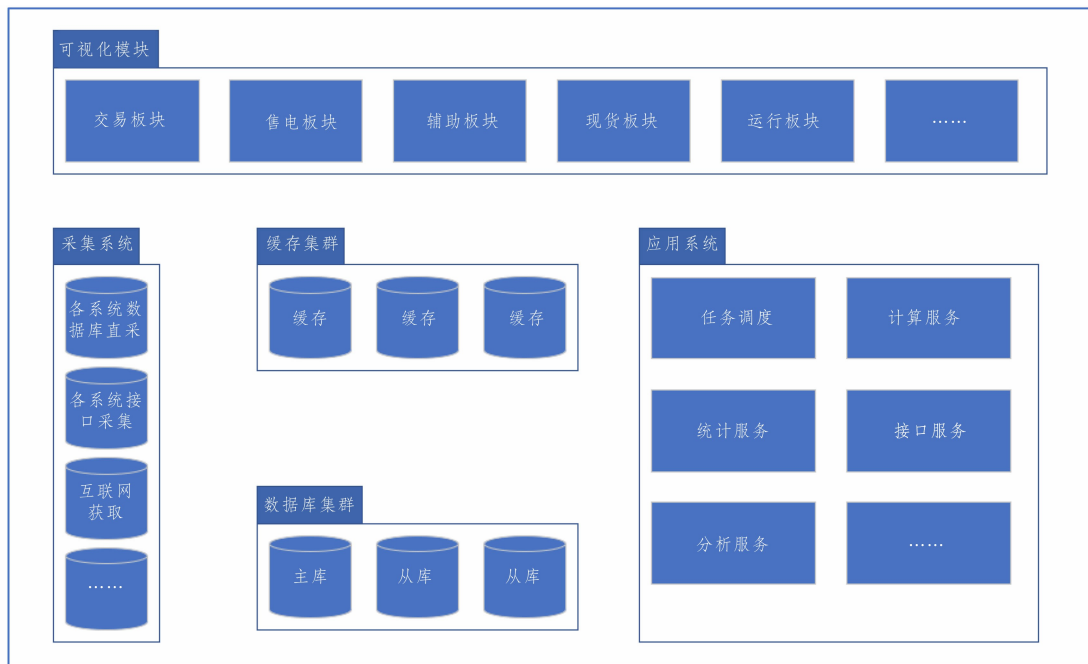 可视化模块
交易板块
售电板块
辅助板块
现货板块
运行板块
……
采集系统
各系统数
据库直采
各系统接
口采集
互联网
获取
……
缓存集群
缓存
缓存
缓存
数据库集群
主库
从库
从库
应用系统
任务调度
计算服务
统计服务
接口服务
分析服务
……